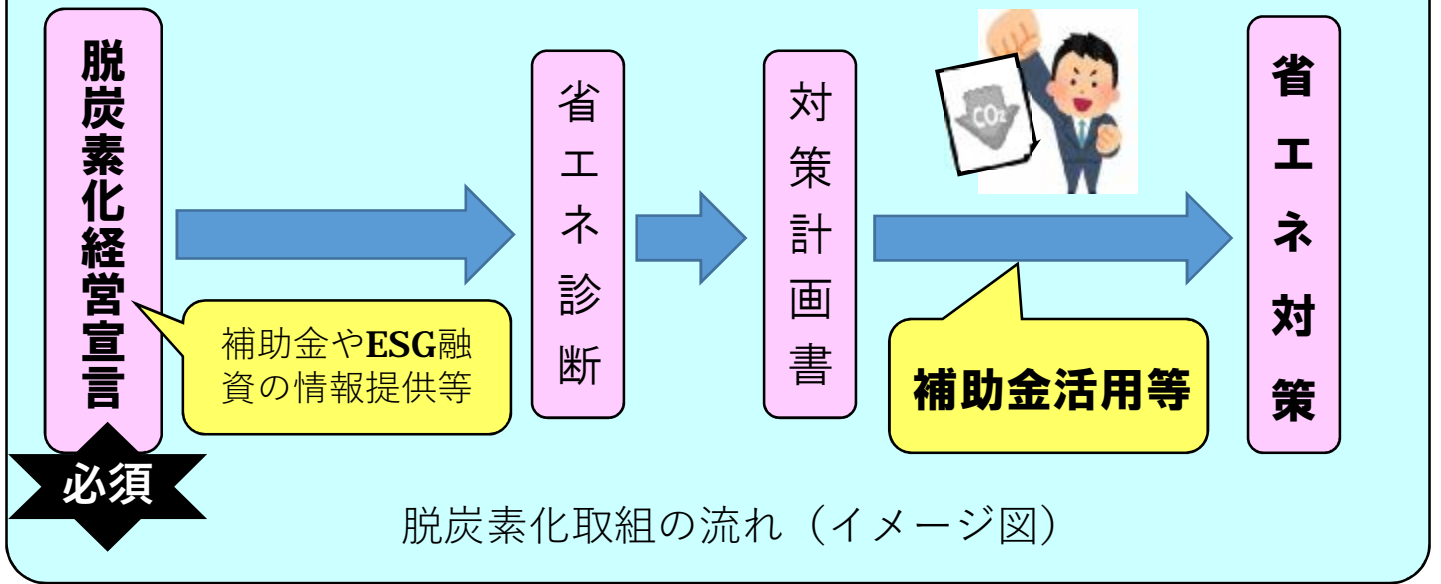 脱炭素化経営宣言
必須
補助金やESG融
資の情報提供等
省エネ診断
対策計画書
CO2
補助金活用等
省エネ対策
脱炭素化取組の流れ（イメージ図）